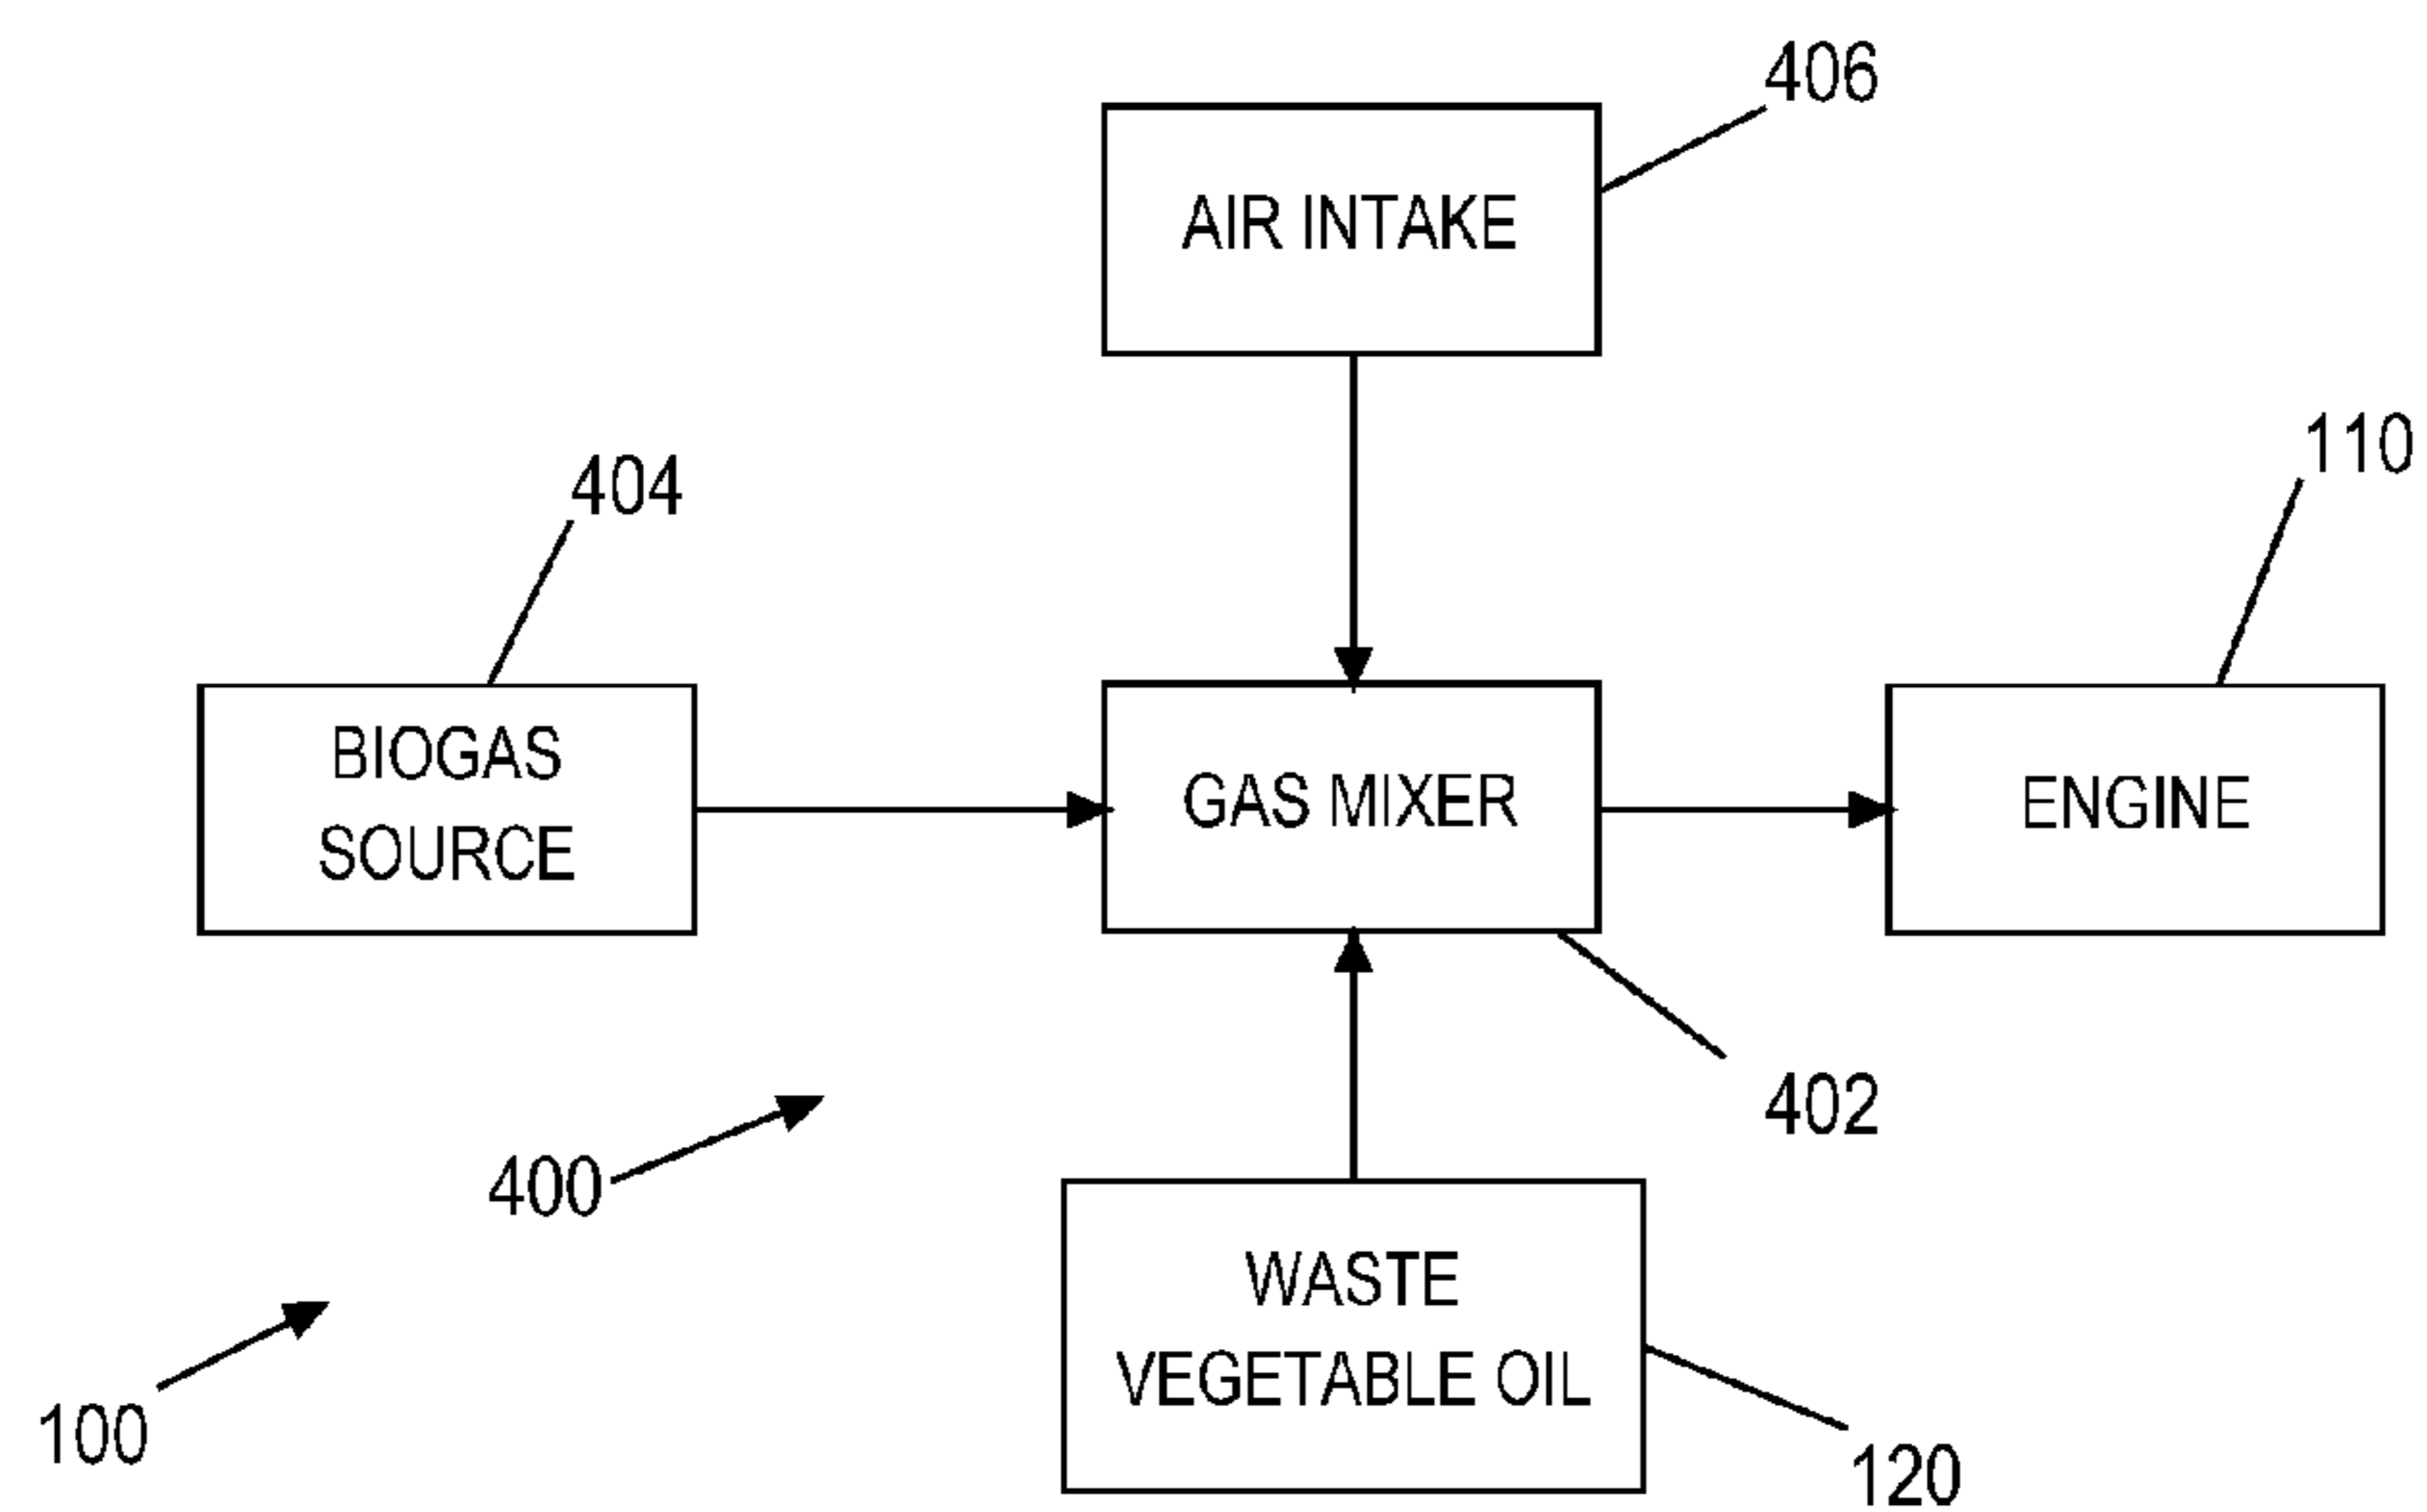 406
AIR INTAKE
110
404
BIOGAS
SOURCE
GAS MIXER
ENGINE
402
400
WASTE
VEGETABLE OIL
100
120